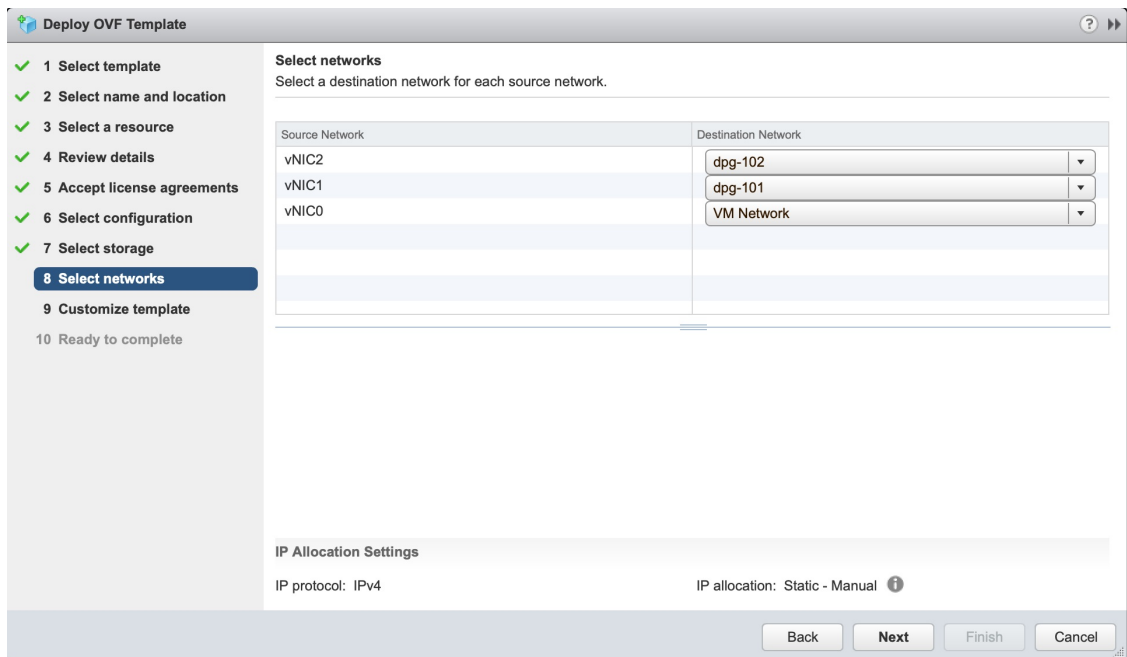 Deploy OVF Template
?
1 Select template
2 Select name and location
3 Select a resource
4 Review details
5 Accept license agreements
6 Select configuration
7 Select storage
8 Select networks
9 Customize template
10 Ready to complete
Select networks
Select a destination network for each source network.
Source Network Destination Network
vNIC2 dpg-102
vNIC1 dpg-101
vNIC0 VM Network
IP Allocation Settings
IP protocol: IPv4 IP allocation: Static - Manual i
Back Next Finish Cancel